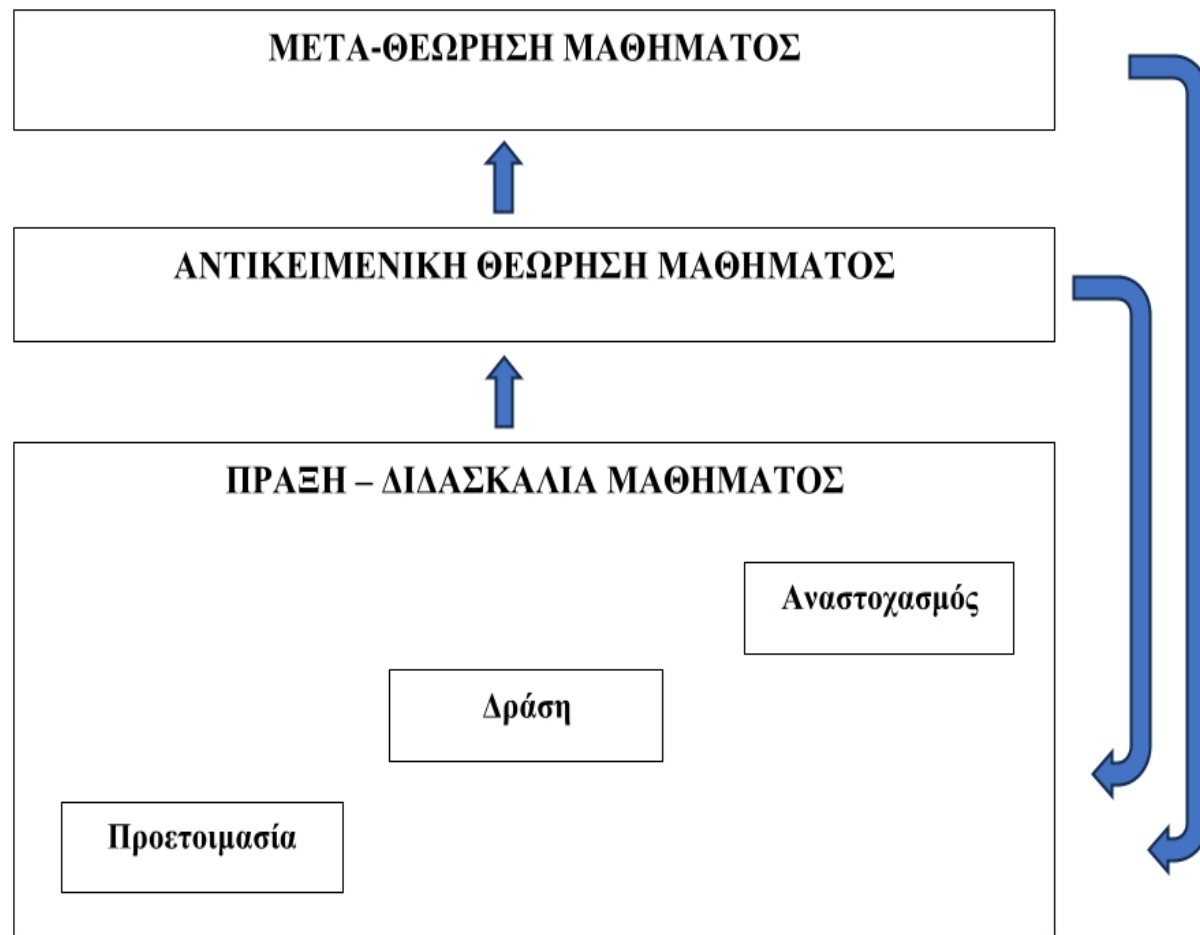 ΜΕΤΑ-ΘΕΩΡΗΣΗ ΜΑΘΗΜΑΤΟΣ
ΑΝΤΙΚΕΙΜΕΝΙΚΗ ΘΕΩΡΗΣΗ ΜΑΘΗΜΑΤΟΣ
ΠΡΑΞΗ – ΔΙΔΑΣΚΑΛΙΑ ΜΑΘΗΜΑΤΟΣ
Αναστοχασμός
Δράση
Προετοιμασία